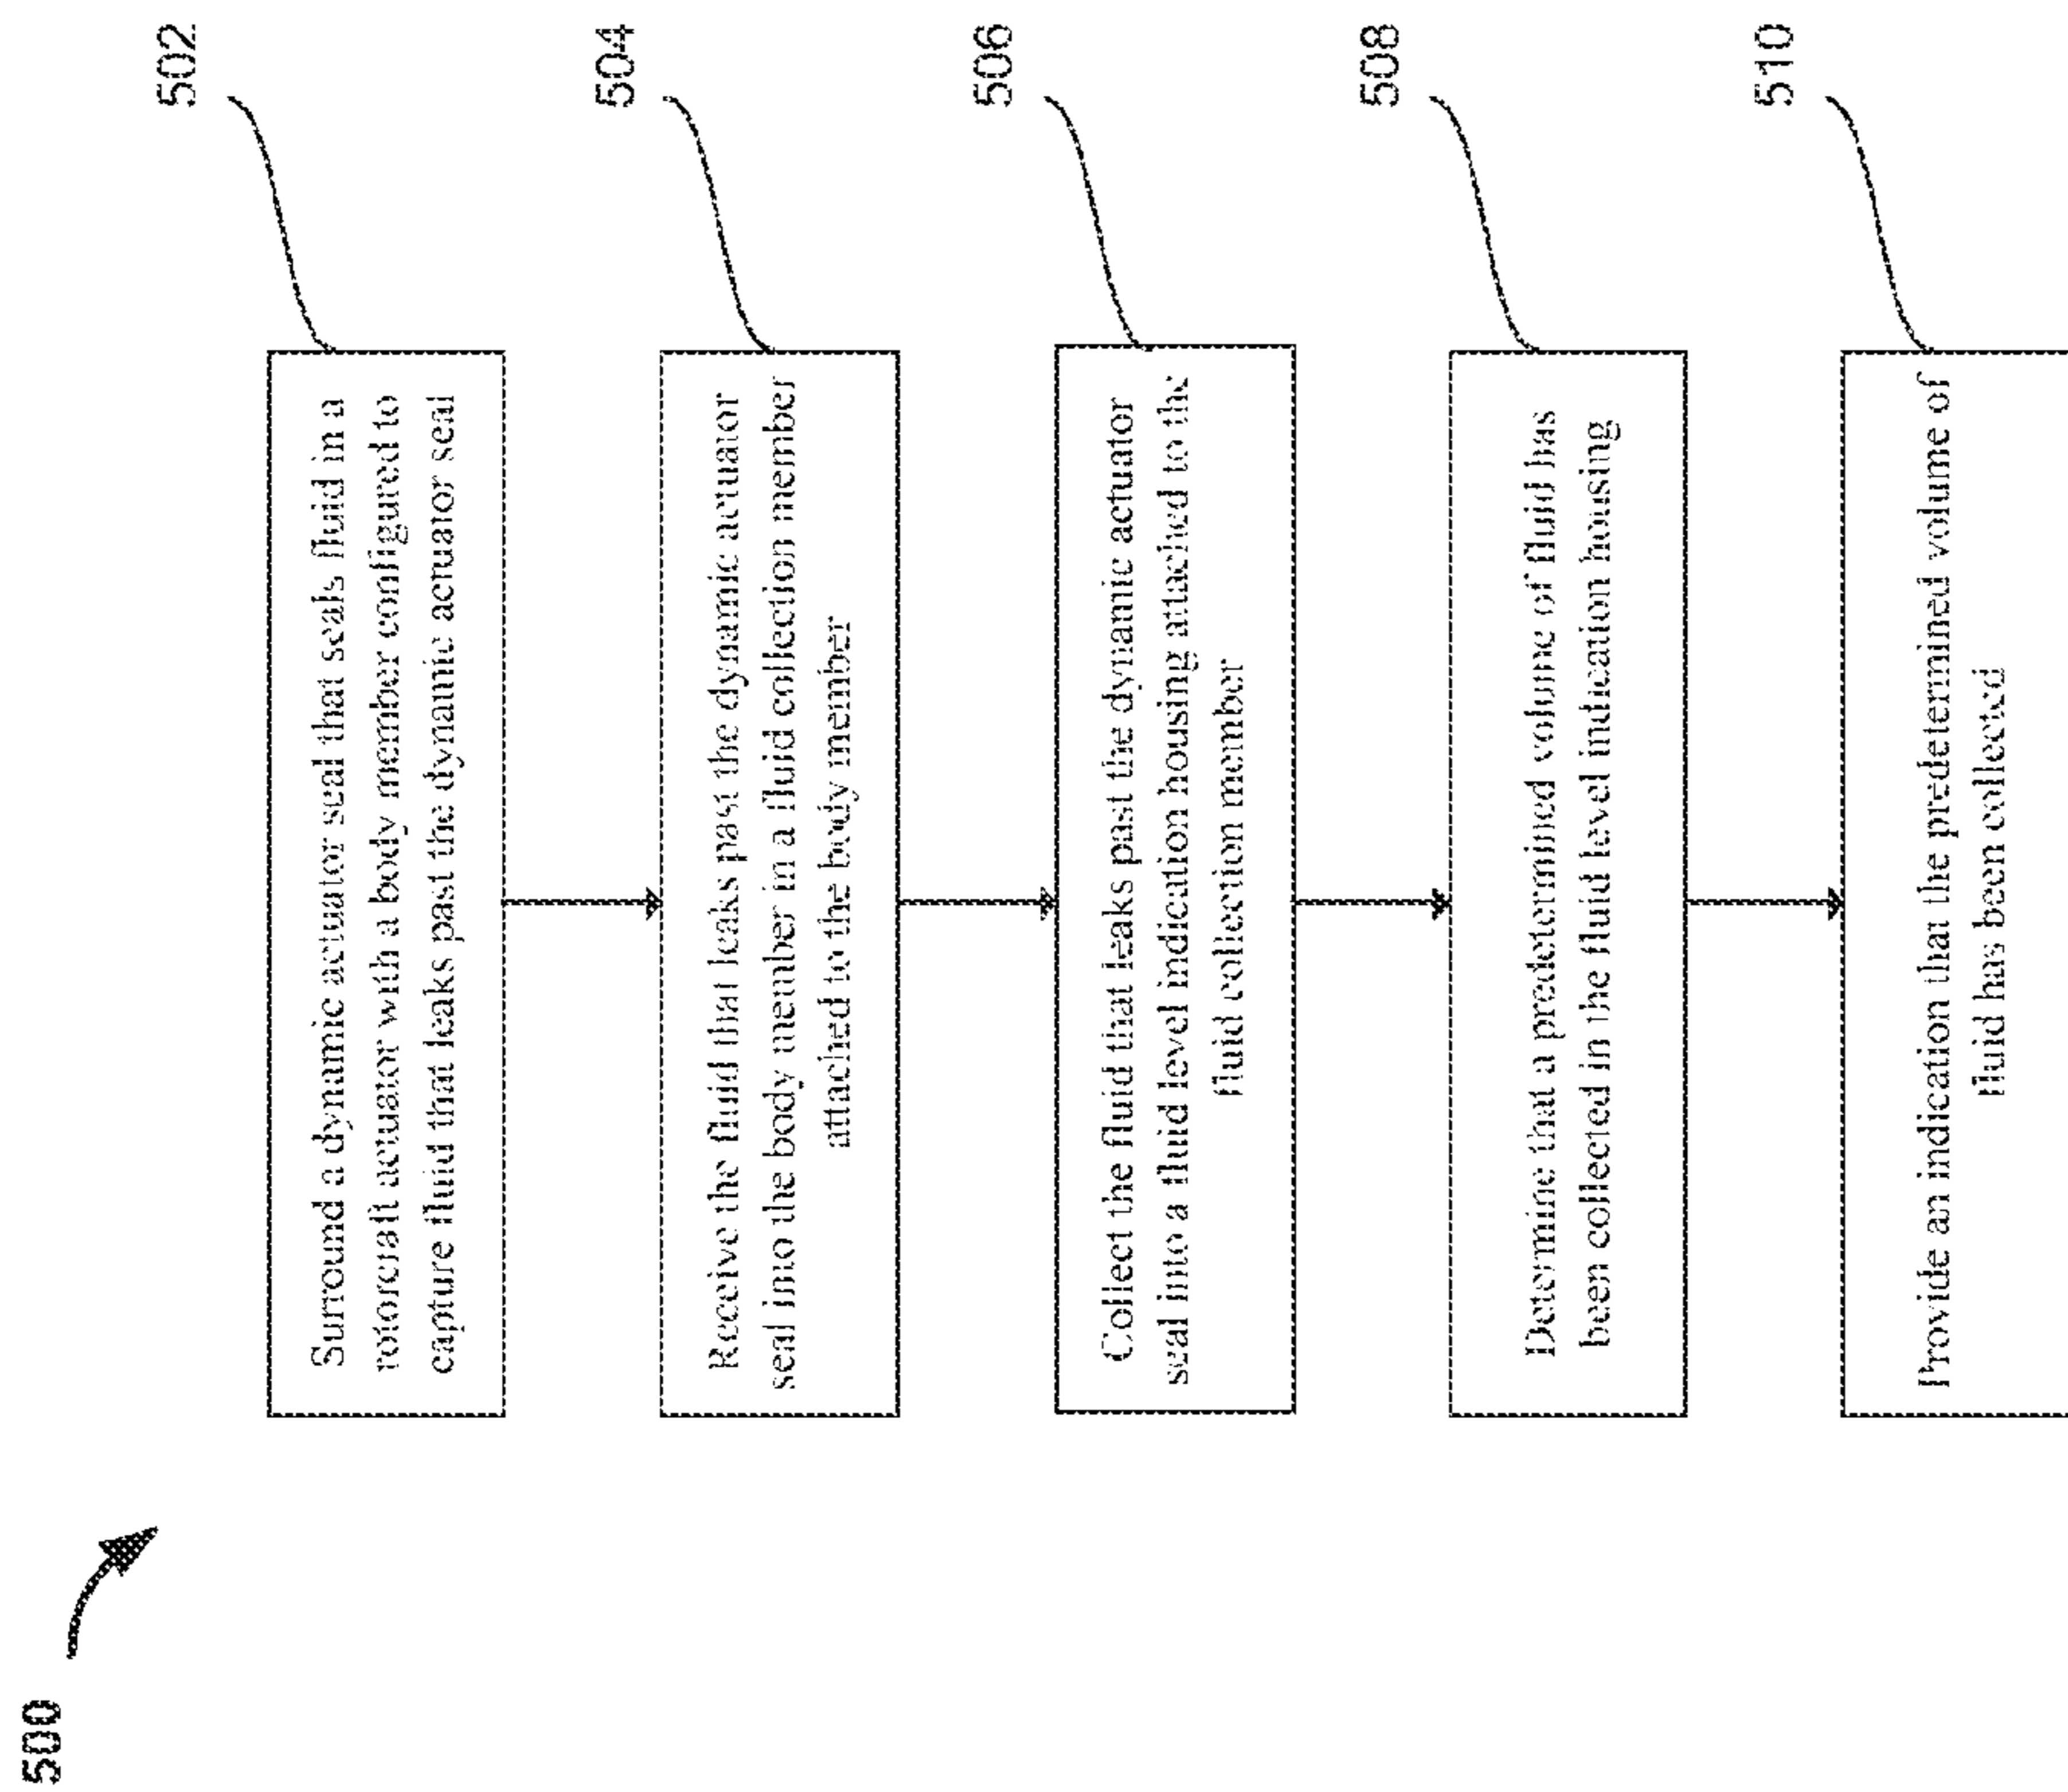 500
502
Surround a dynamic actuator seal that seals fluid in a
rotorcraft actuator with a body member configured to
capture fluid that leaks past the dynamic actuator seal
504
Receive the fluid that leaks past the dynamic actuator
seal into the body member in a fluid collection member
attached to the body member
506
Collect the fluid that leaks past the dynamic actuator
seal into a fluid level indication housing attached to the
fluid collection member
508
Determine that a predetermined volume of fluid has
been collected in the fluid level indication housing
510
Provide an indication that the predetermined volume of
fluid has been collected